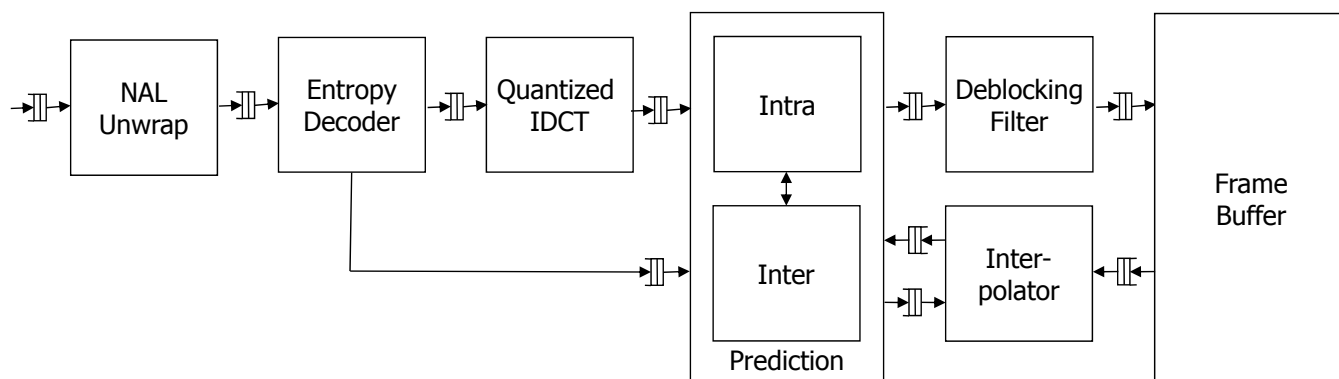 NAL
Unwrap
Entropy
Decoder
Quantized
IDCT
Intra
Inter
Prediction
Deblocking
Filter
Inter-
polator
Frame
Buffer